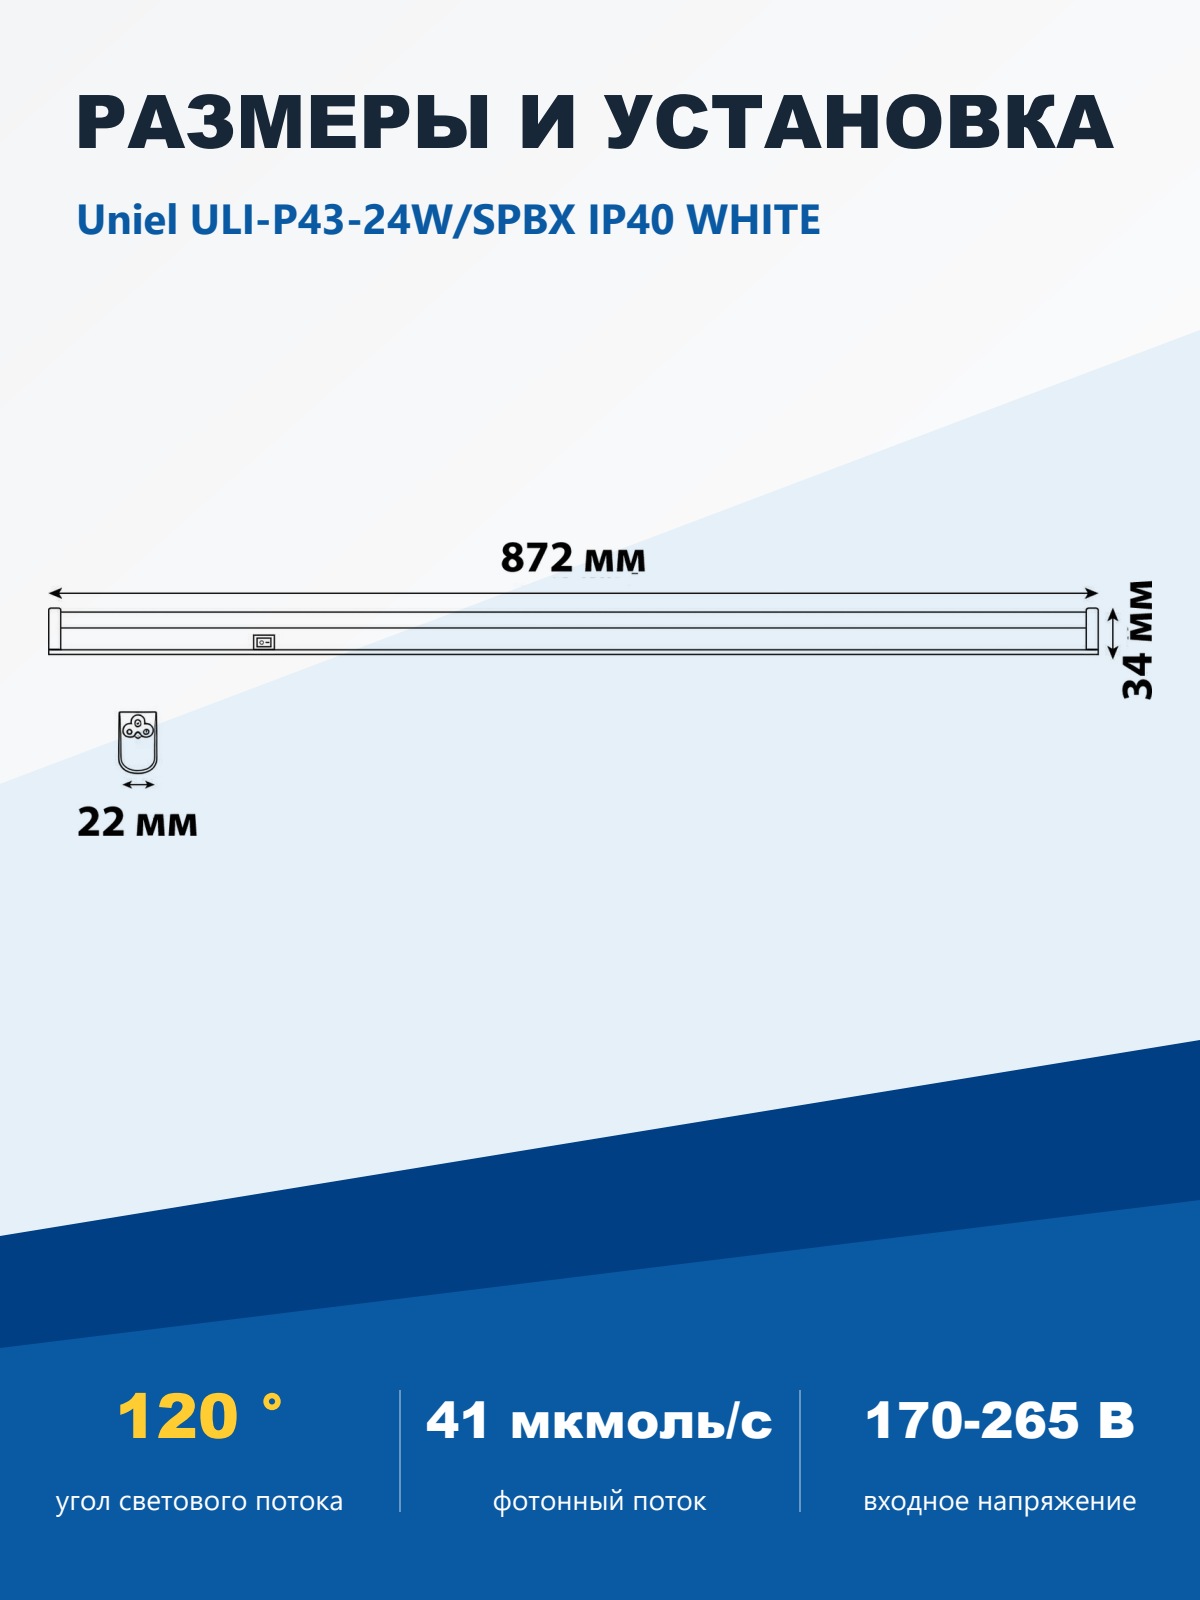 РАЗМЕРЫ И УСТАНОВКА
Uniel ULI-P43-24W/SPBX IP40 WHITE
872 мм
34 мм
22 мм
120 °
угол светового потока
41 мкмоль/с
фотонный поток
170-265 В
входное напряжение